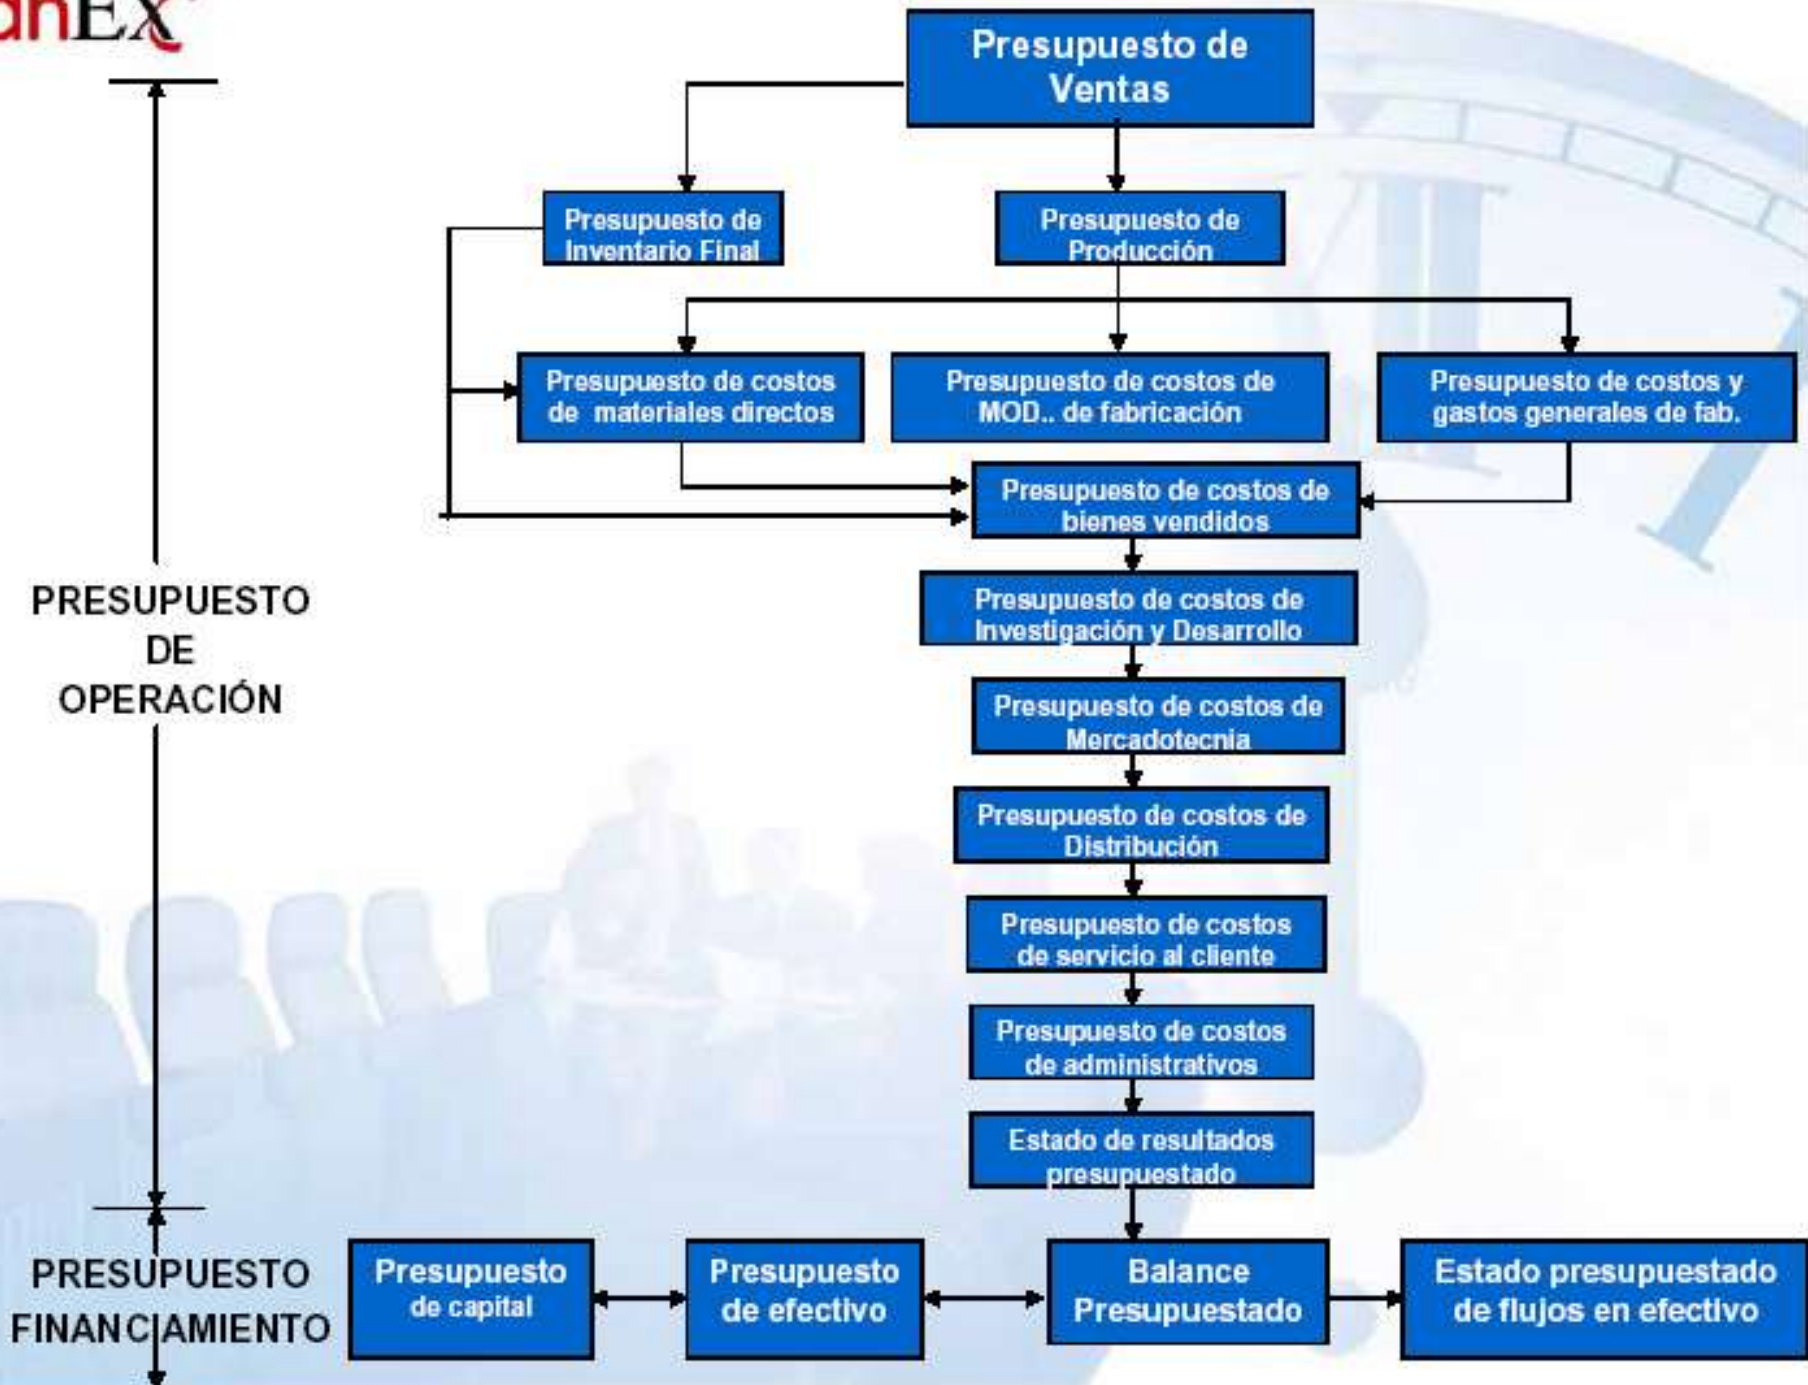 anEx
Presupuesto de
Ventas
Presupuesto de
Inventario Final
Presupuesto de
Producción
Presupuesto de costos
de materiales directos
Presupuesto de costos de
MOD.. de fabricación
Presupuesto de costos y
gastos generales de fab.
Presupuesto de costos de
bienes vendidos
PRESUPUESTO
DE
OPERACIÓN
Presupuesto de costos de
Investigación y Desarrollo
Presupuesto de costos de
Mercadotecnia
Presupuesto de costos de
Distribución
Presupuesto de costos
de servicio al cliente
Presupuesto de costos
de administrativos
Estado de resultados
presupuestado
PRESUPUESTO
FINANCIAMIENTO
Presupuesto
de capital
Presupuesto
de efectivo
Balance
Presupuestado
Estado presupuestado
de flujos en efectivo